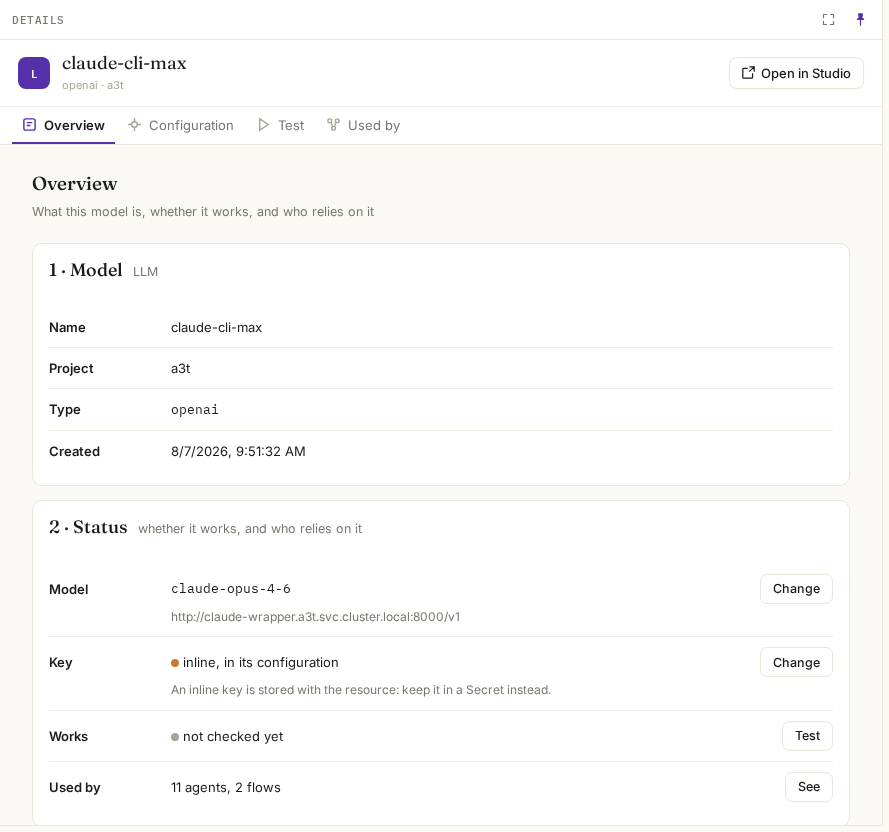 DETAILS
L
claude-cli-max
openai · a3t
Open in Studio
Overview
Configuration
Test
Used by
Overview
What this model is, whether it works, and who relies on it
1 · Model LLM
Name claude-cli-max
Project a3t
Type openai
Created 8/7/2026, 9:51:32 AM
2 · Status whether it works, and who relies on it
Model claude-opus-4-6 Change
http://claude-wrapper.a3t.svc.cluster.local:8000/v1
Key inline, in its configuration Change
An inline key is stored with the resource: keep it in a Secret instead.
Works not checked yet Test
Used by 11 agents, 2 flows See